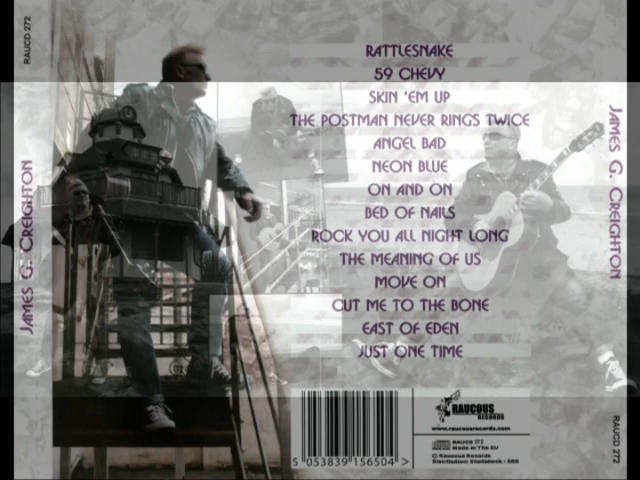 RAUCD 272
JAMES G. CREIGHTON
RATTLESNAKE
59 CHEVY
SKIN 'EM UP
THE POSTMAN NEVER RINGS TWICE
ANGEL BAD
NEON BLUE
ON AND ON
BED OF NAILS
ROCK YOU ALL NIGHT LONG
THE MEANING OF US
MOVE ON
CUT ME TO THE BONE
EAST OF EDEN
JUST ONE TIME
5 053839 156504 >
RAUCOUS
RECORDS
www.raucousrecords.com
RAUCD 272
Made in The EU
© Raucous Records
Distribution: Shellshock / SRD
JAMES G. CREIGHTON
RAUCD 272